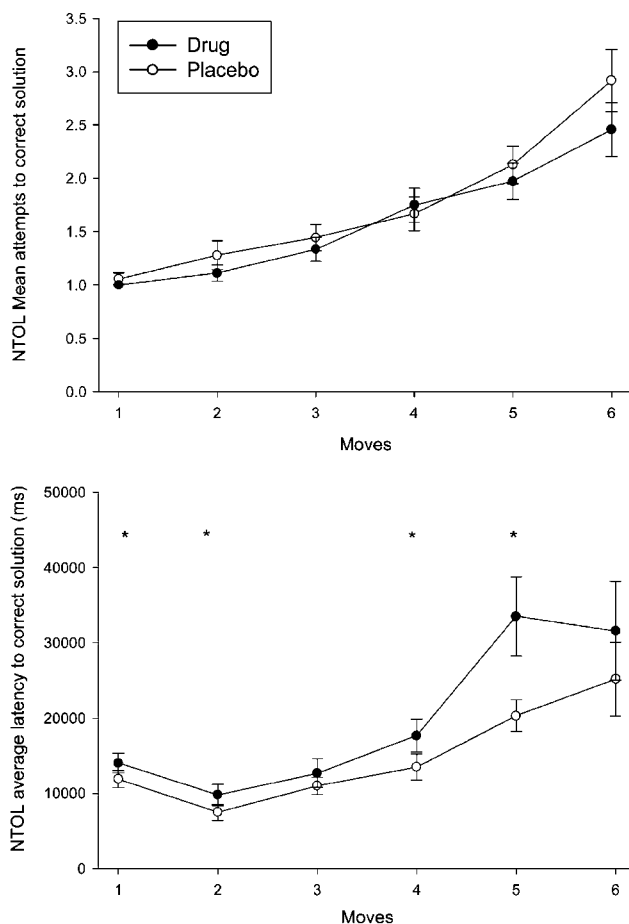 NTOL Mean attempts to correct solution
3.5
3.0
2.5
2.0
1.5
1.0
0.5
0.0
Drug
Placebo
1 2 3 4 5 6
Moves
NTOL average latency to correct solution (ms)
50000
40000
30000
20000
10000
0
* * * *
1 2 3 4 5 6
Moves